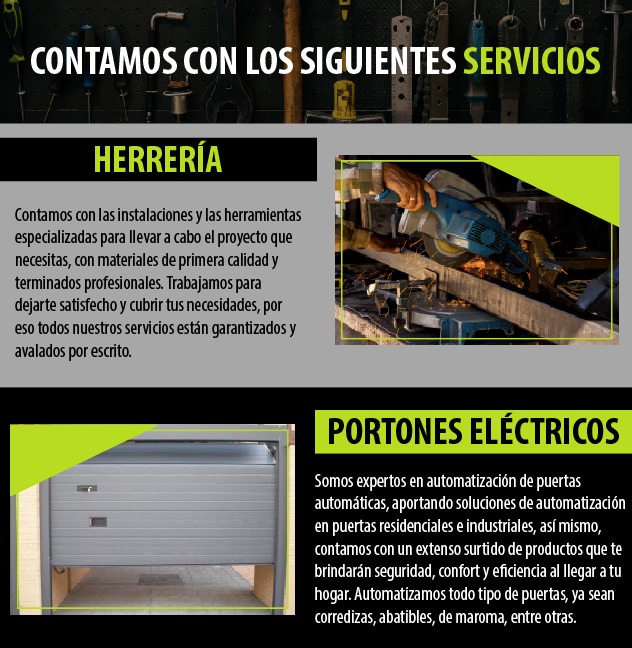 CONTAMOS CON LOS SIGUIENTES SERVICIOS
HERRERÍA
Contamos con las instalaciones y las herramientas
especializadas para llevar a cabo el proyecto que
necesitas, con materiales de primera calidad y
terminados profesionales. Trabajamos para
dejarte satisfecho y cubrir tus necesidades, por
eso todos nuestros servicios están garantizados y
avalados por escrito.
PORTONES ELÉCTRICOS
Somos expertos en automatización de puertas
automáticas, aportando soluciones de automatización
en puertas residenciales e industriales, así mismo,
contamos con un extenso surtido de productos que te
brindarán seguridad, confort y eficiencia al llegar a tu
hogar. Automatizamos todo tipo de puertas, ya sean
corredizas, abatibles, de maroma, entre otras.